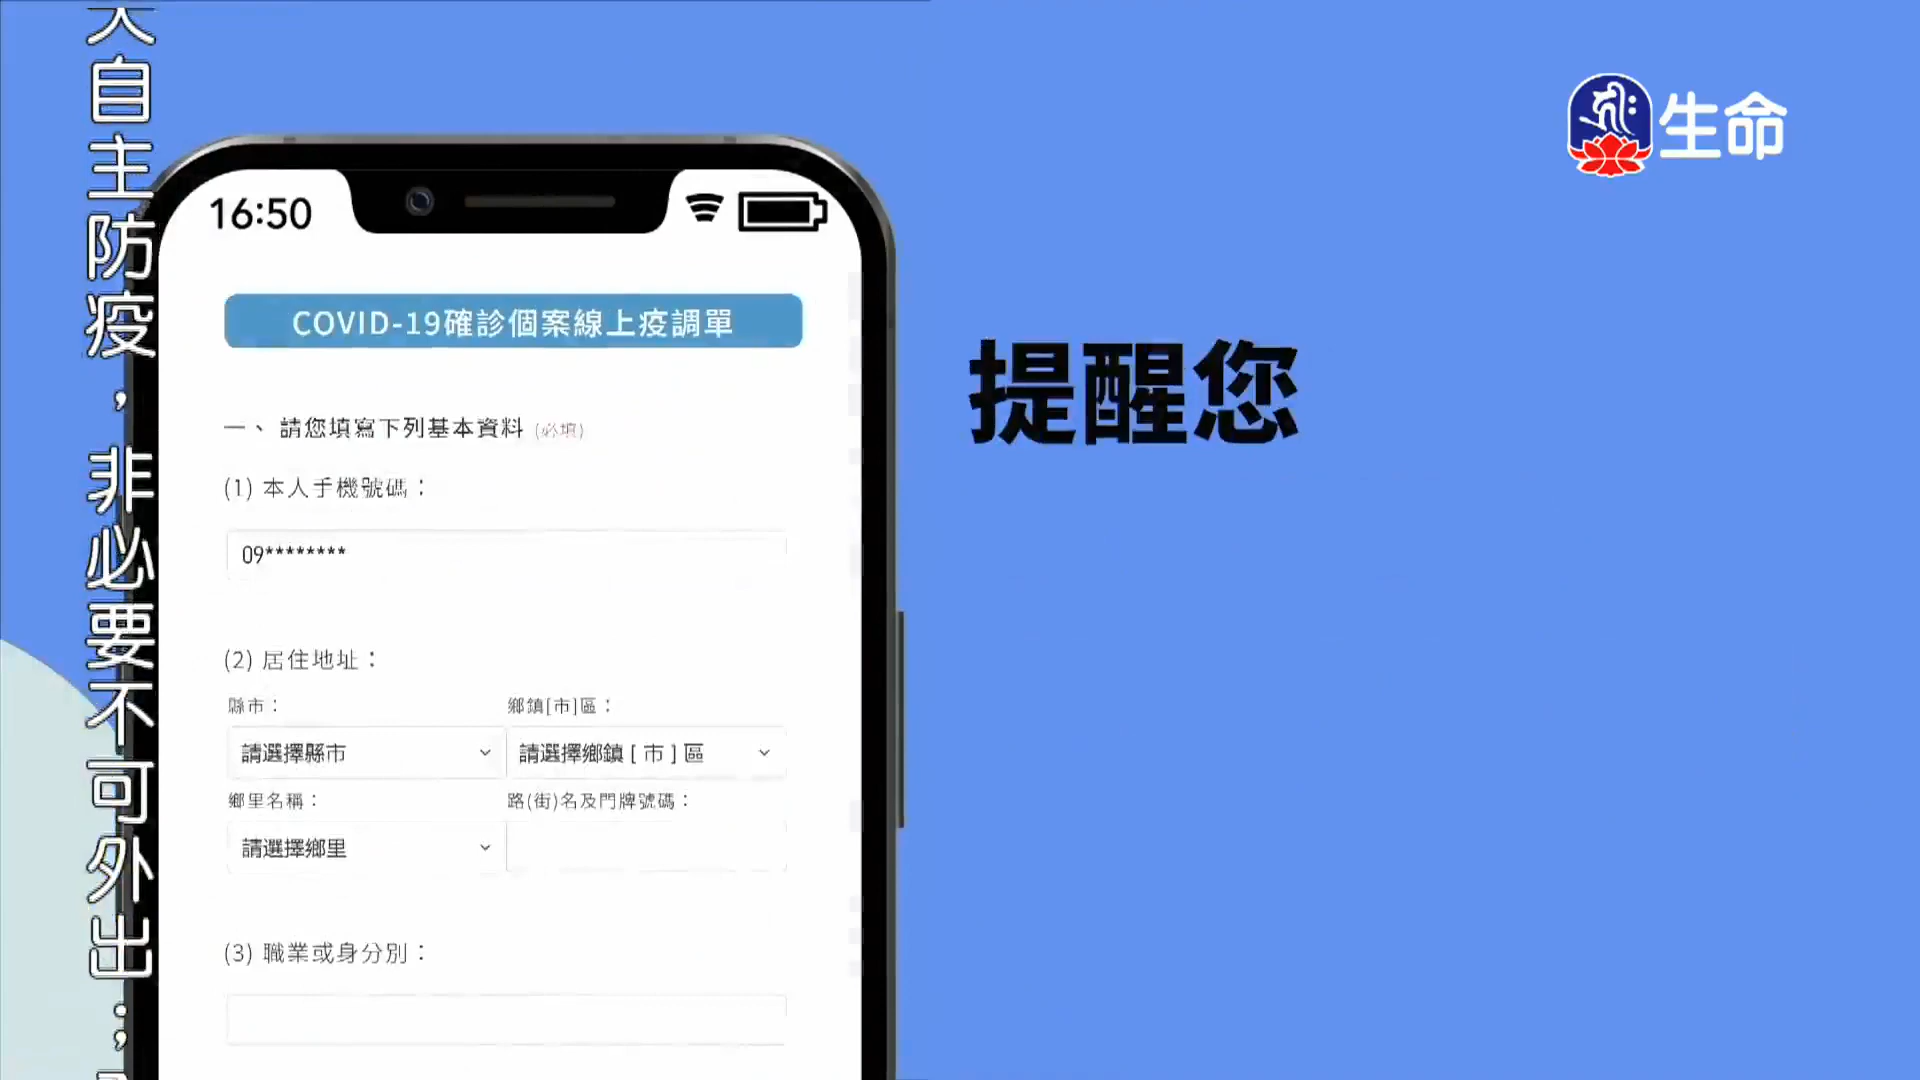 自主防疫，非必要不可外出；
生命
16:50
COVID-19確診個案線上疫調單
一、 請您填寫下列基本資料 (必填)
(1) 本人手機號碼：
09********
(2) 居住地址：
縣市： 鄉鎮[市]區：
請選擇縣市 請選擇鄉鎮 [ 市 ] 區
鄉里名稱： 路(街)名及門牌號碼：
請選擇鄉里
(3) 職業或身分別：
提醒您